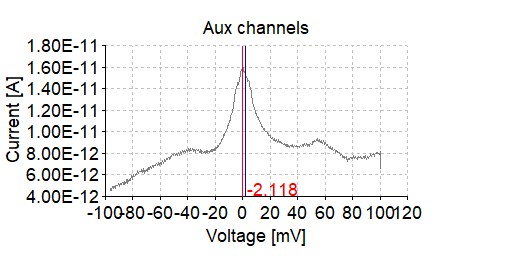 Aux channels
Current [A]
1.80E-11
1.60E-11
1.40E-11
1.20E-11
1.00E-11
8.00E-12
6.00E-12
4.00E-12
-2.118
-100 -80 -60 -40 -20 0 20 40 60 80 100 120
Voltage [mV]